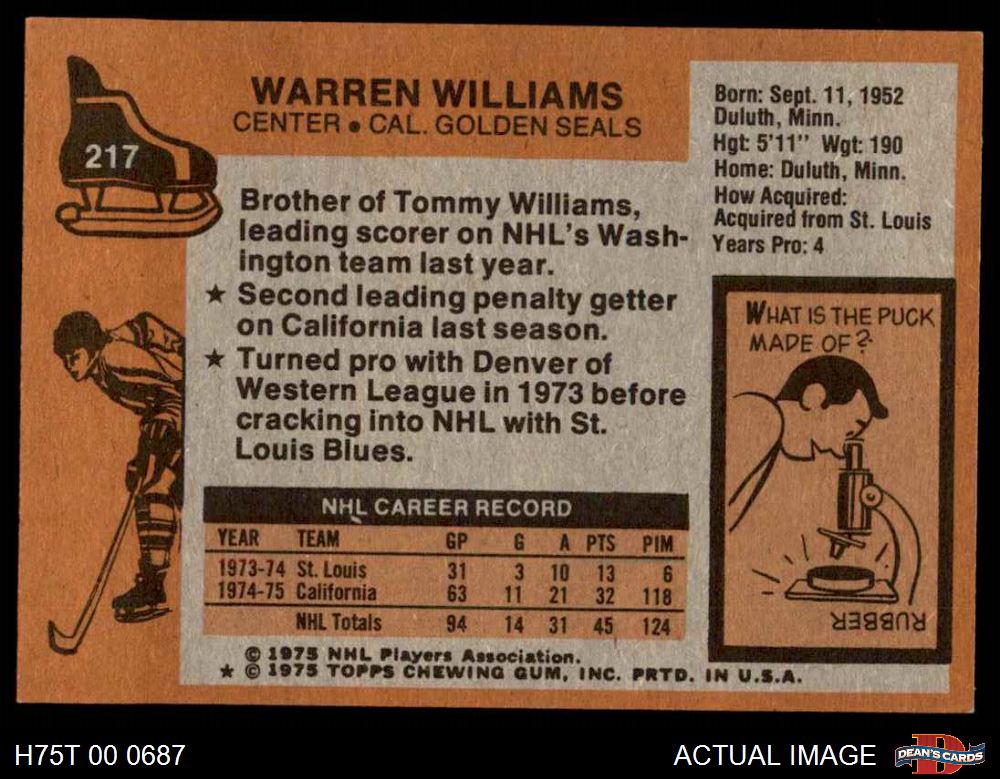 WARREN WILLIAMS
CENTER • CAL. GOLDEN SEALS
217
Born: Sept. 11, 1952
Duluth, Minn.
Hgt: 5'11" Wgt: 190
Home: Duluth, Minn.
How Acquired:
Acquired from St. Louis
Years Pro: 4
Brother of Tommy Williams,
leading scorer on NHL's Wash-
ington team last year.
★ Second leading penalty getter
on California last season.
★ Turned pro with Denver of
Western League in 1973 before
cracking into NHL with St.
Louis Blues.
WHAT IS THE PUCK
MADE OF?
RUBBER
NHL CAREER RECORD
YEAR TEAM GP G A PTS PIM
1973-74 St. Louis 31 3 10 13 6
1974-75 California 63 11 21 32 118
NHL Totals 94 14 31 45 124
© 1975 NHL Players Association.
★ © 1975 TOPPS CHEWING GUM, INC. PRTD. IN U.S.A.
H75T 00 0687
ACTUAL IMAGE
DEAN'S CARDS